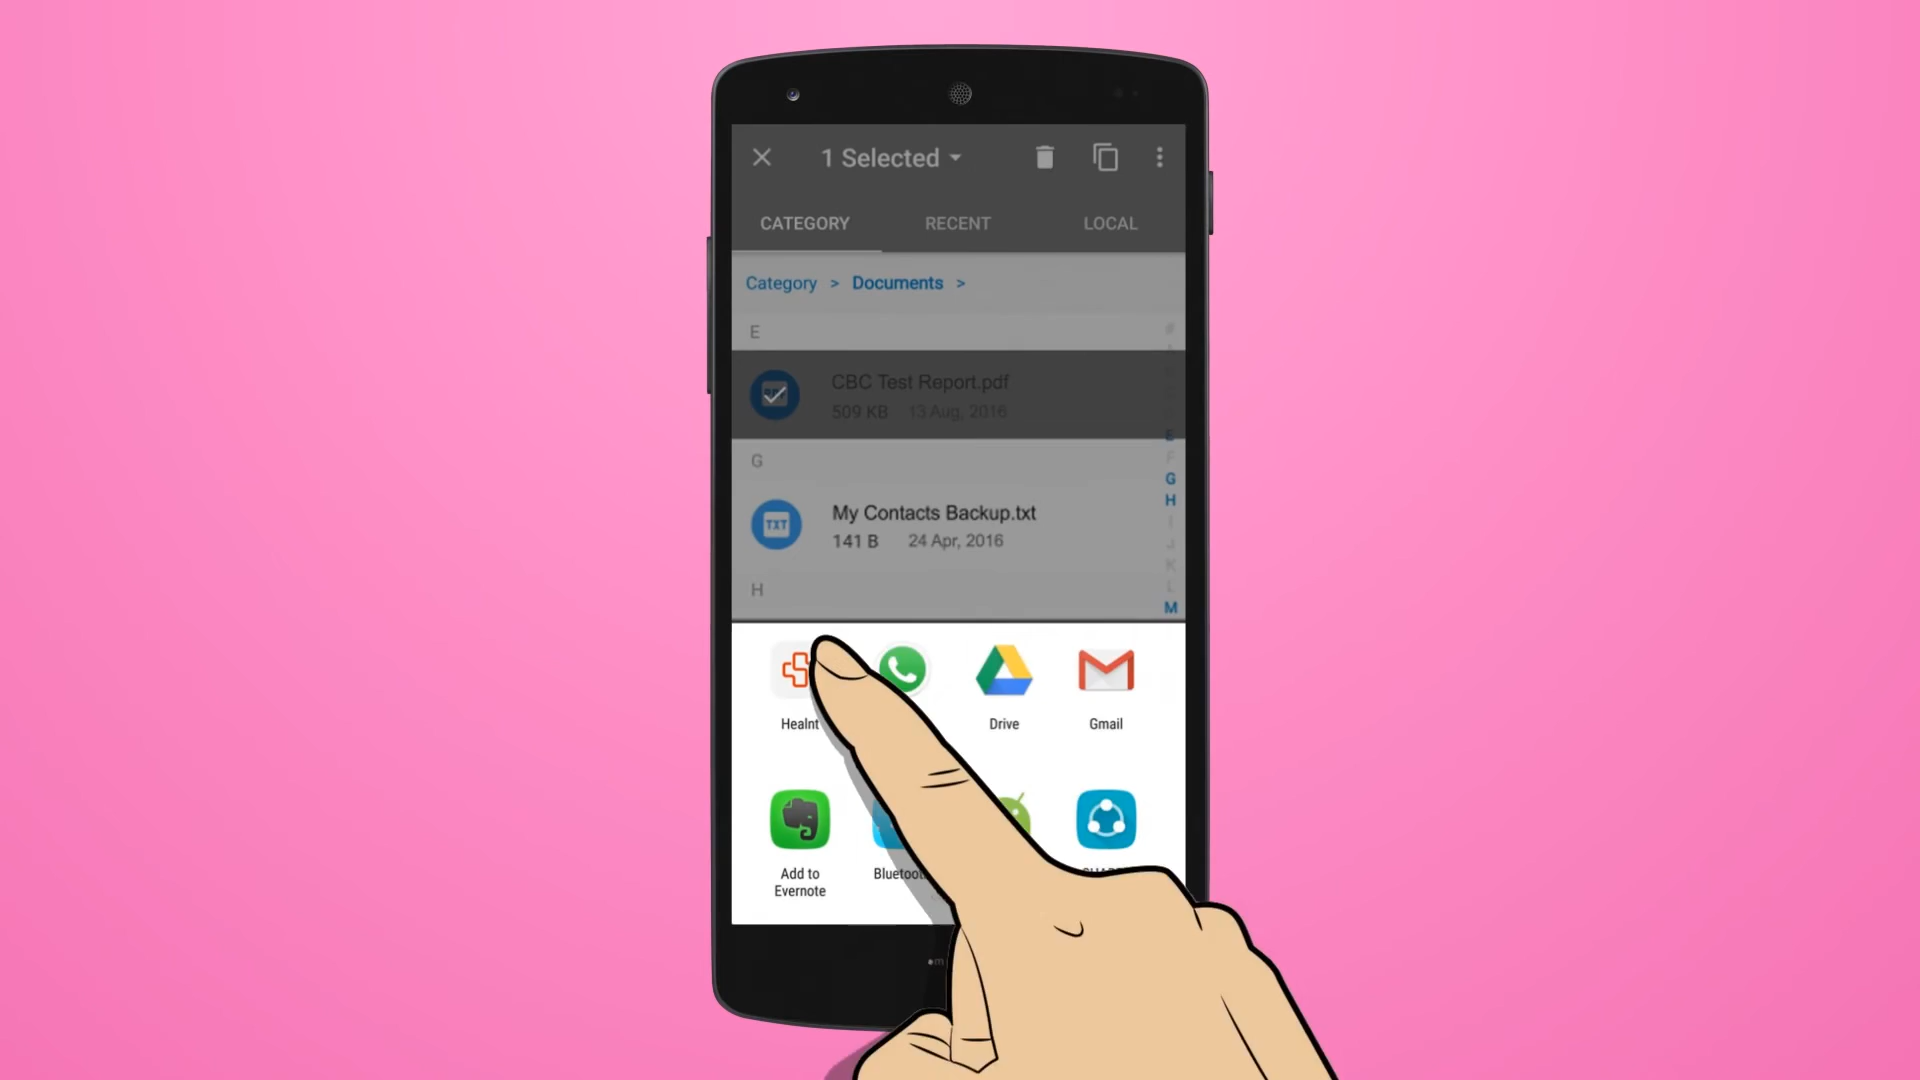 1 Selected
CATEGORY RECENT LOCAL
Category > Documents >
E
CBC Test Report.pdf
509 KB 13 Aug, 2016
E
F
G
G
TXT
My Contacts Backup.txt
H
141 B 24 Apr, 2016
I
J
K
L
H
M
Healnt Drive Gmail
Add to
Evernote